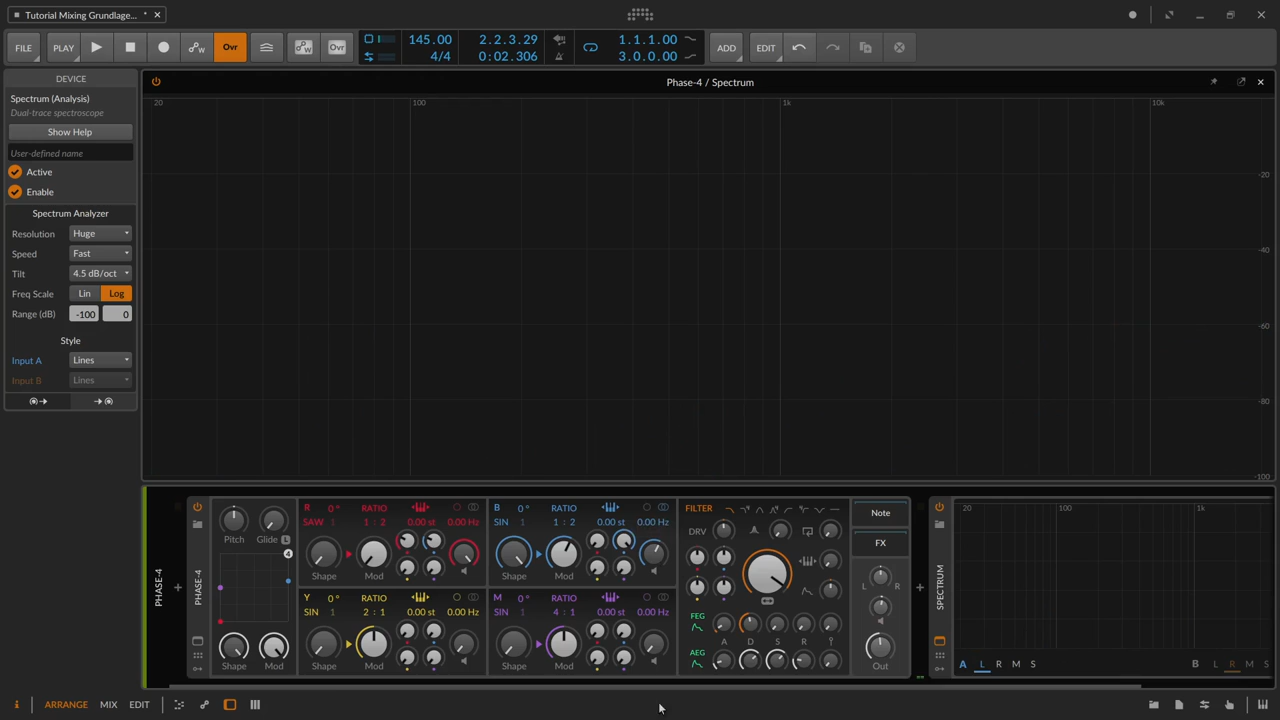 Tutorial Mixing Grundlage... *
FILE
PLAY
Ovr
Ovr
145.00
4/4
2.2.3.29
0:02.306
1.1.1.00
3.0.0.00
ADD
EDIT
DEVICE
Spectrum (Analysis)
Dual-trace spectroscope
Show Help
User-defined name
Active
Enable
Spectrum Analyzer
Resolution Huge
Speed Fast
Tilt 4.5 dB/oct
Freq Scale Lin Log
Range (dB) -100 0
Style
Input A Lines
Input B Lines
Phase-4 / Spectrum
20 100 1k 10k
-20
-40
-60
-80
-100
PHASE-4
PHASE-4
Pitch Glide L
4
Shape Mod
R 0° RATIO
SAW 1 1 : 2 0.00 st 0.00 Hz
Shape Mod
B 0° RATIO
SIN 1 1 : 2 0.00 st 0.00 Hz
Shape Mod
Y 0° RATIO
SIN 1 2 : 1 0.00 st 0.00 Hz
Shape Mod
M 0° RATIO
SIN 1 4 : 1 0.00 st 0.00 Hz
Shape Mod
FILTER
DRV
FEG
A D S R
AEG
Note
FX
L R
Out
SPECTRUM
20 100 1k
A L R M S
B L R M S
i ARRANGE MIX EDIT